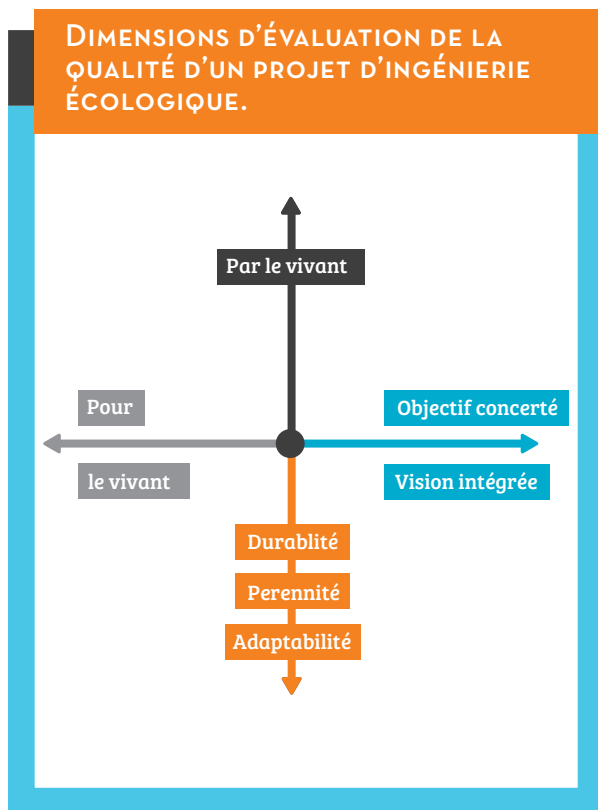 DIMENSIONS D'ÉVALUATION DE LA
QUALITÉ D'UN PROJET D'INGÉNIERIE
ÉCOLOGIQUE.
Par le vivant
Pour
le vivant
Objectif concerté
Vision intégrée
Durablité
Perennité
Adaptabilité